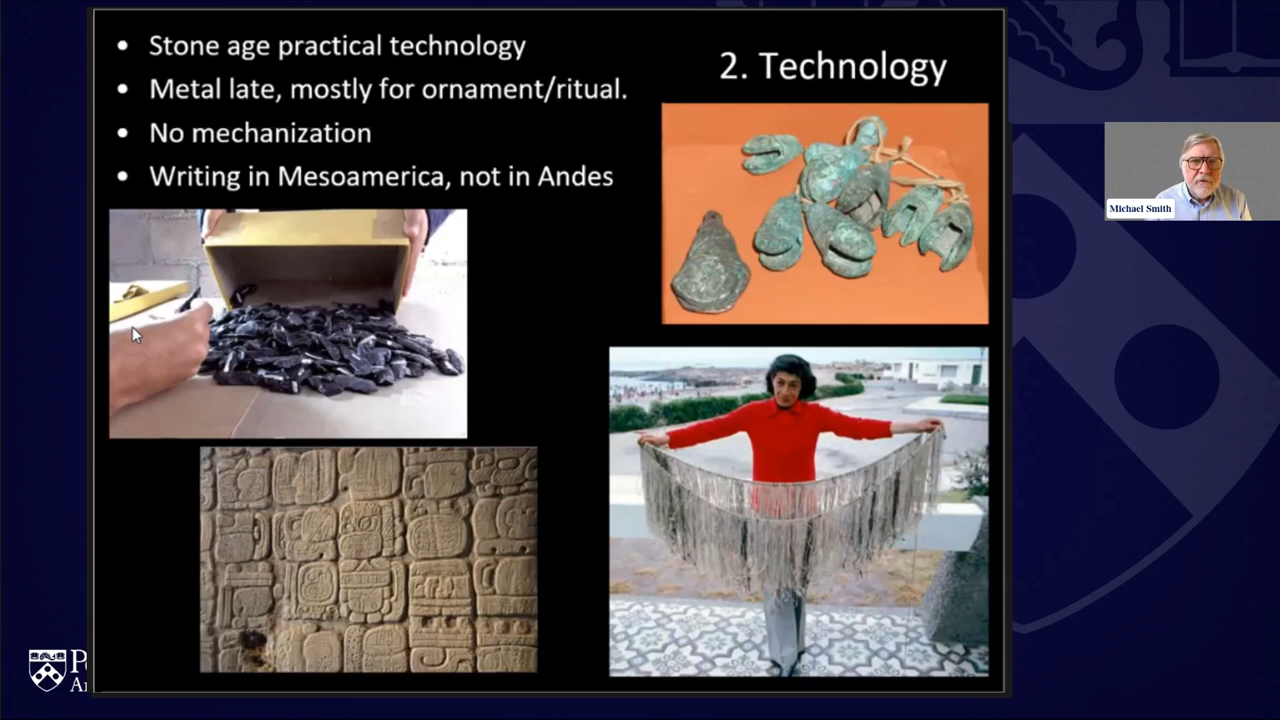 • Stone age practical technology
• Metal late, mostly for ornament/ritual.
• No mechanization
• Writing in Mesoamerica, not in Andes
2. Technology
Michael Smith